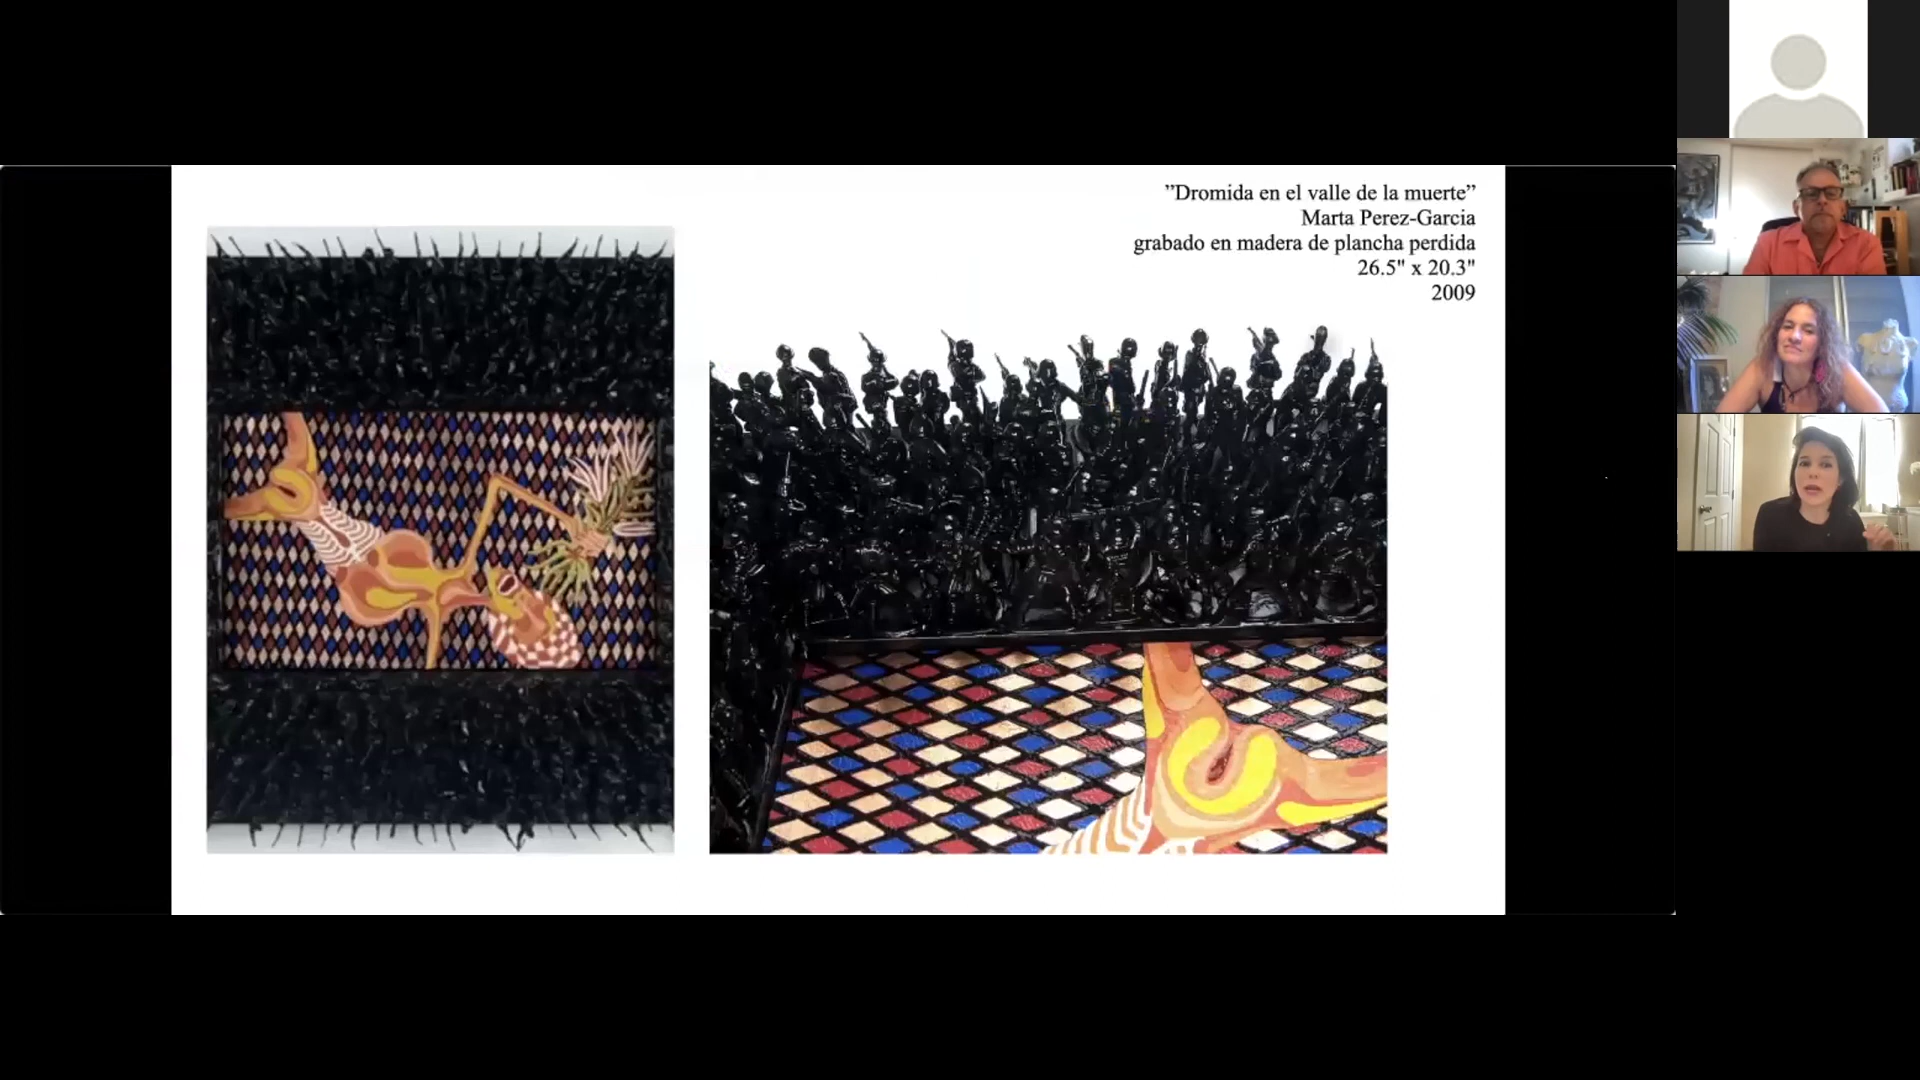 ”Dromida en el valle de la muerte”
Marta Perez-Garcia
grabado en madera de plancha perdida
26.5" x 20.3"
2009